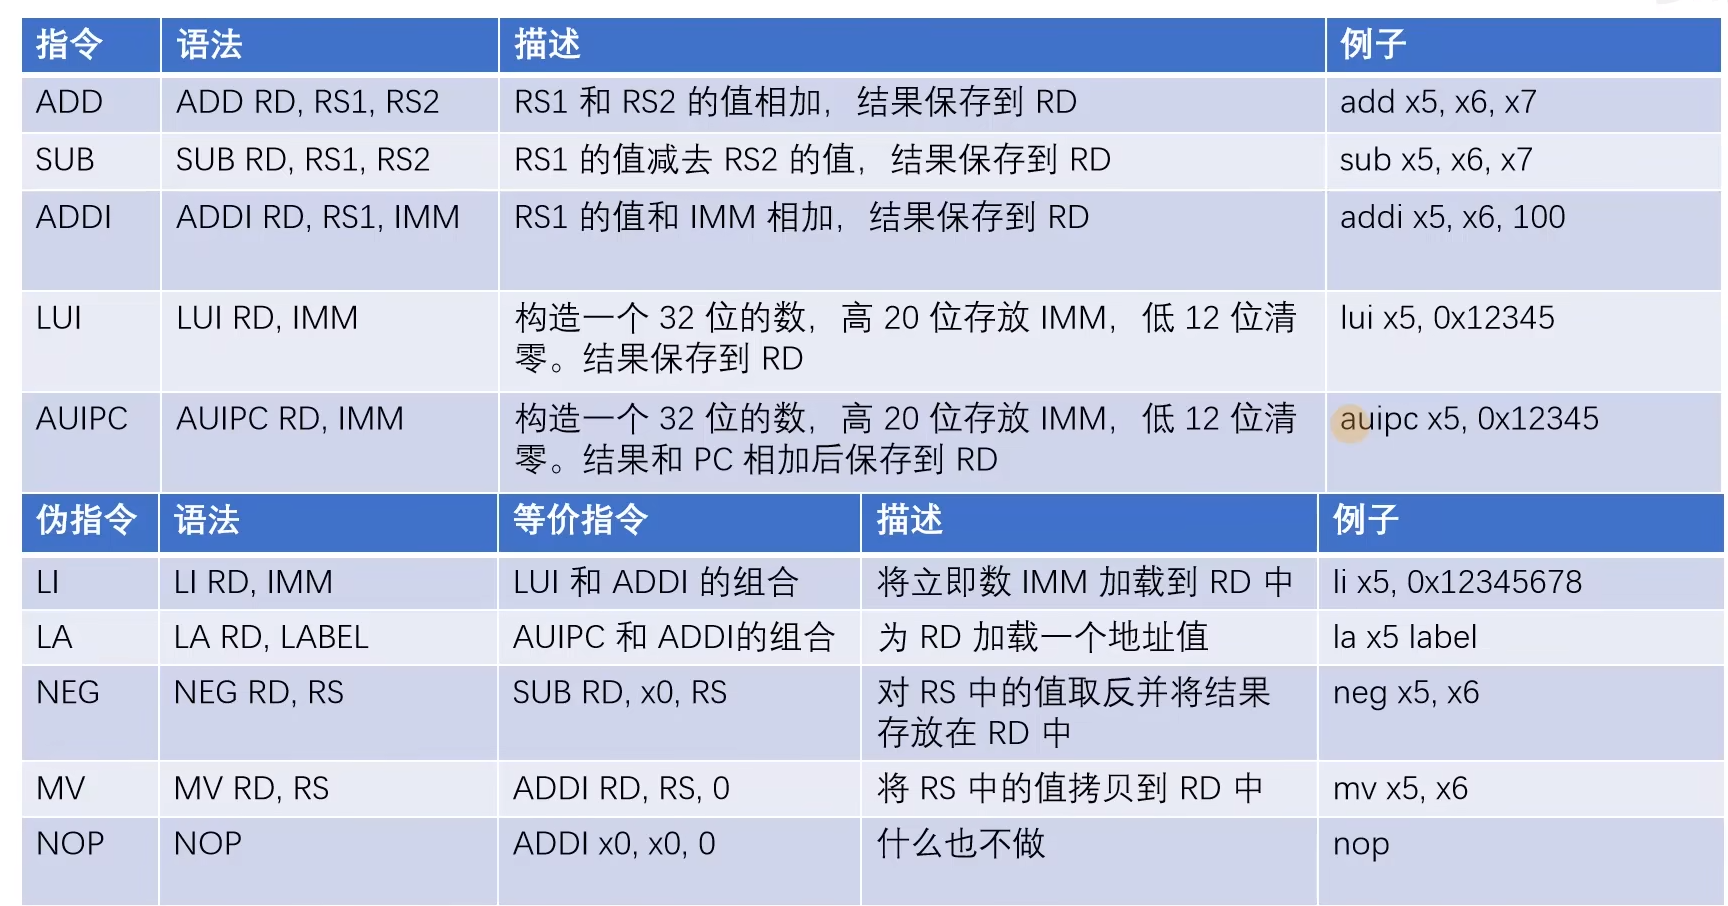 指令 语法 描述 例子
ADD ADD RD, RS1, RS2 RS1 和 RS2 的值相加，结果保存到 RD add x5, x6, x7
SUB SUB RD, RS1, RS2 RS1 的值减去 RS2 的值，结果保存到 RD sub x5, x6, x7
ADDI ADDI RD, RS1, IMM RS1 的值和 IMM 相加，结果保存到 RD addi x5, x6, 100
LUI LUI RD, IMM 构造一个 32 位的数，高 20 位存放 IMM，低 12 位清 lui x5, 0x12345
零。结果保存到 RD
AUIPC AUIPC RD, IMM 构造一个 32 位的数，高 20 位存放 IMM，低 12 位清 auipc x5, 0x12345
零。结果和 PC 相加后保存到 RD
伪指令 语法 等价指令 描述 例子
LI LI RD, IMM LUI 和 ADDI 的组合 将立即数 IMM 加载到 RD 中 li x5, 0x12345678
LA LA RD, LABEL AUIPC 和 ADDI的组合 为 RD 加载一个地址值 la x5 label
NEG NEG RD, RS SUB RD, x0, RS 对 RS 中的值取反并将结果 neg x5, x6
存放在 RD 中
MV MV RD, RS ADDI RD, RS, 0 将 RS 中的值拷贝到 RD 中 mv x5, x6
NOP NOP ADDI x0, x0, 0 什么也不做 nop